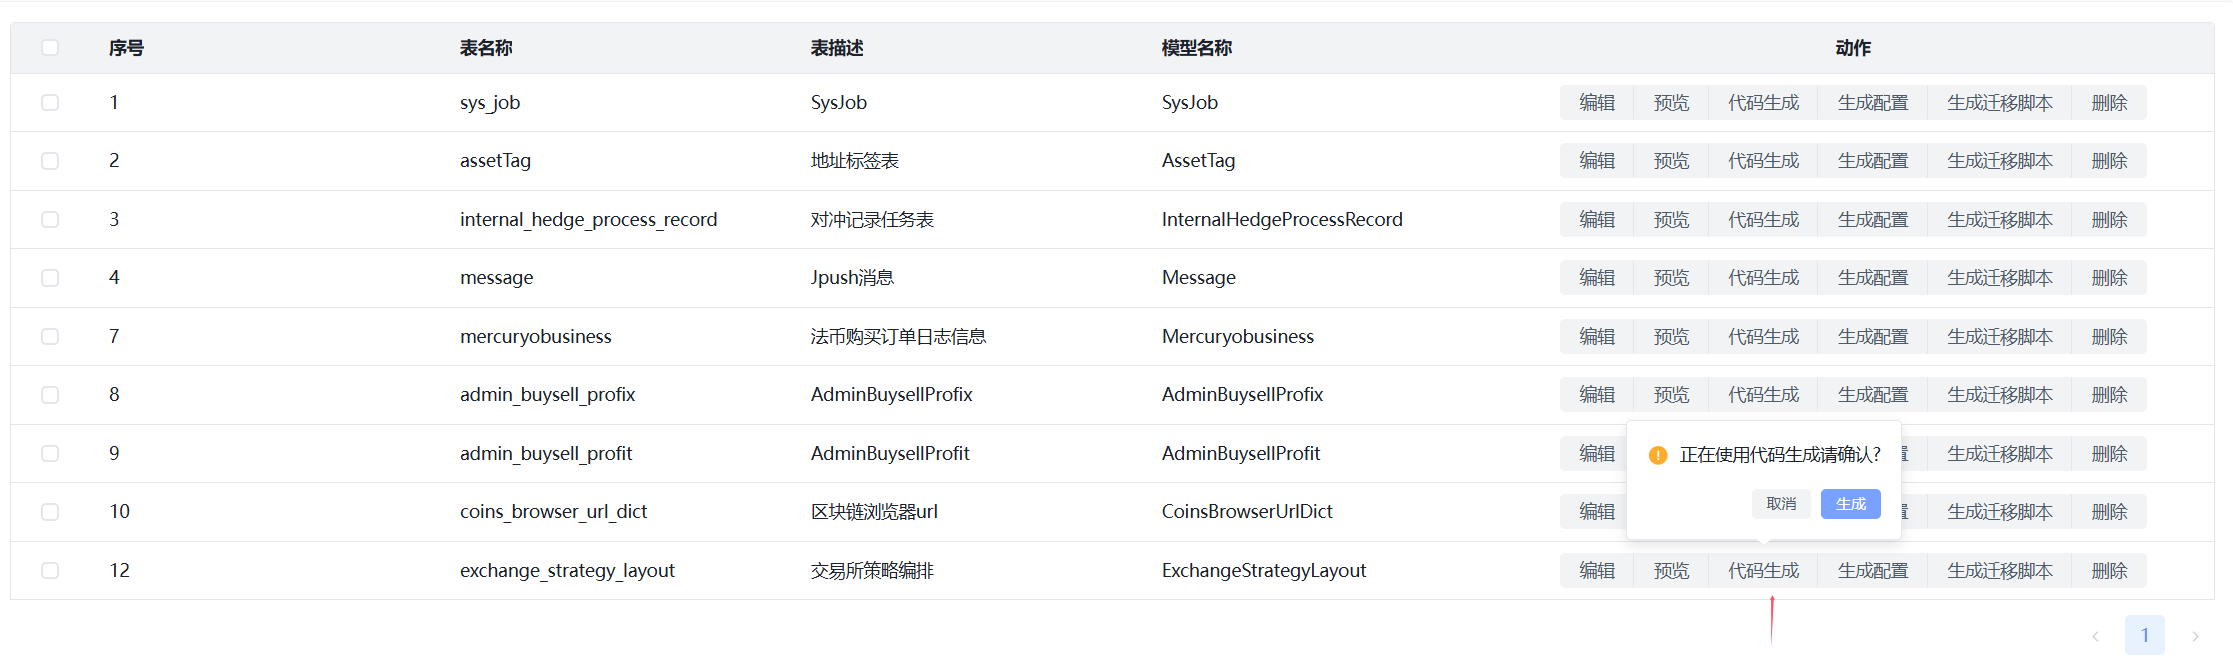 序号 表名称 表描述 模型名称 动作
1 sys_job SysJob SysJob 编辑 预览 代码生成 生成配置 生成迁移脚本 删除
2 assetTag 地址标签表 AssetTag 编辑 预览 代码生成 生成配置 生成迁移脚本 删除
3 internal_hedge_process_record 对冲记录任务表 InternalHedgeProcessRecord 编辑 预览 代码生成 生成配置 生成迁移脚本 删除
4 message Jpush消息 Message 编辑 预览 代码生成 生成配置 生成迁移脚本 删除
7 mercuryobusiness 法币购买订单日志信息 Mercuryobusiness 编辑 预览 代码生成 生成配置 生成迁移脚本 删除
8 admin_buysell_profix AdminBuysellProfix AdminBuysellProfix 编辑 预览 代码生成 生成配置 生成迁移脚本 删除
9 admin_buysell_profit AdminBuysellProfit AdminBuysellProfit 编辑 置 生成迁移脚本 删除
正在使用代码生成请确认?
取消 生成
10 coins_browser_url_dict 区块链浏览器url CoinsBrowserUrlDict 编辑 置 生成迁移脚本 删除
12 exchange_strategy_layout 交易所策略编排 ExchangeStrategyLayout 编辑 预览 代码生成 生成配置 生成迁移脚本 删除
1